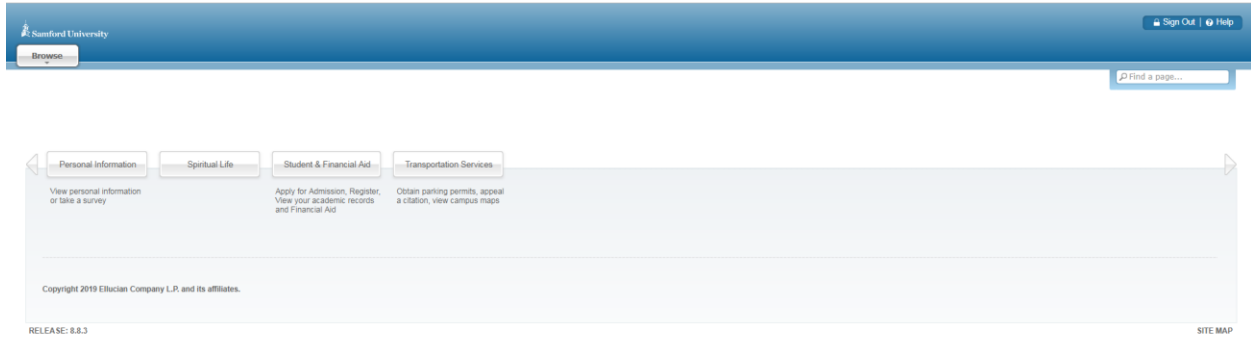 Samford University
Sign Out | Help
Browse
Find a page...
Personal Information
Spiritual Life
Student & Financial Aid
Transportation Services
View personal information
or take a survey
Apply for Admission, Register,
View your academic records
and Financial Aid
Obtain parking permits, appeal
a citation, view campus maps
Copyright 2019 Ellucian Company L.P. and its affiliates.
RELEASE: 8.8.3
SITE MAP